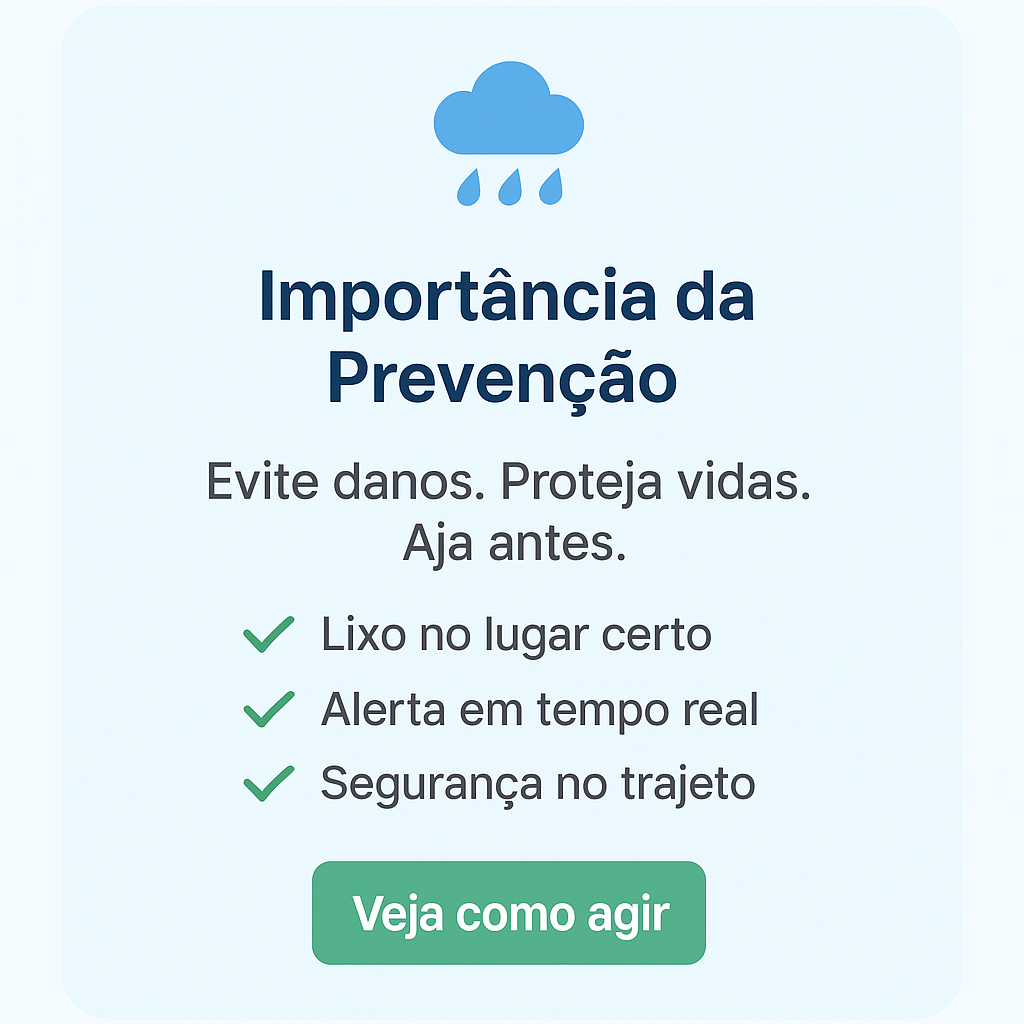 Importância da
Prevenção
Evite danos. Proteja vidas.
Aja antes.
Lixo no lugar certo
Alerta em tempo real
Segurança no trajeto
Veja como agir